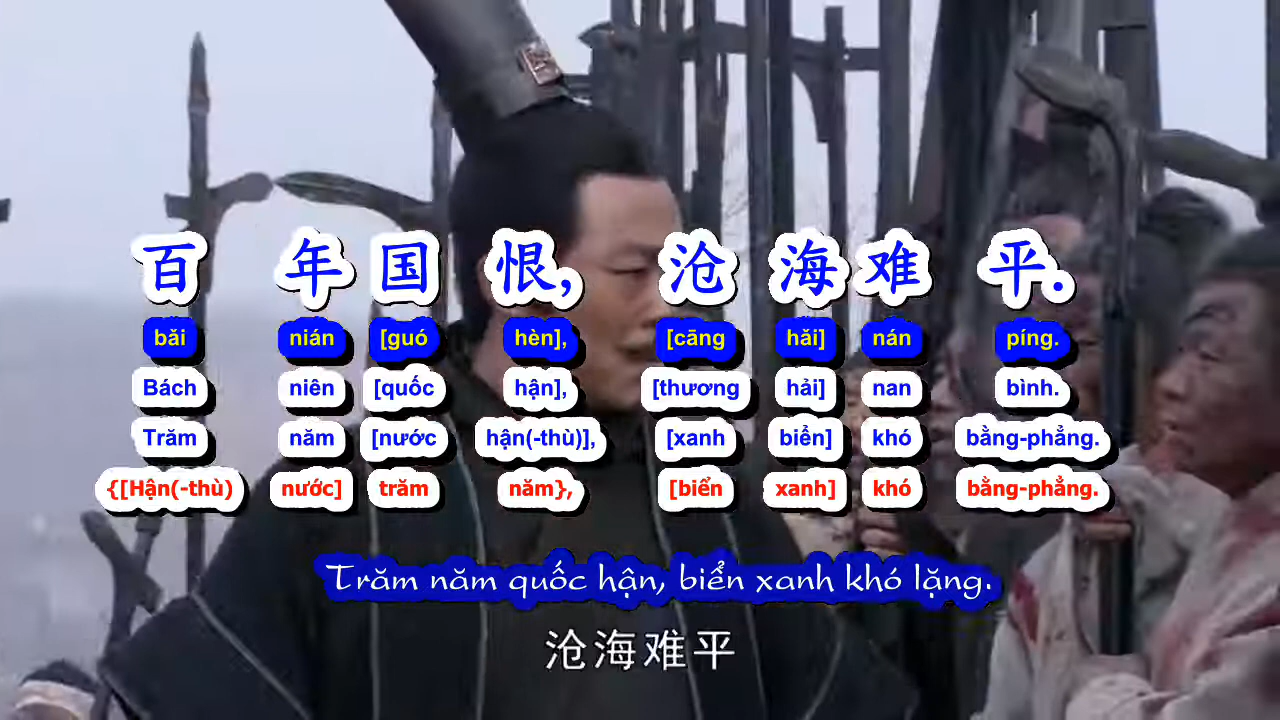 百 年 国 恨, 沧 海 难 平.
bǎi nián [guó hèn], [cāng hǎi] nán píng.
Bách niên [quốc hận], [thương hải] nan bình.
Trăm năm [nước hận(-thù)], [xanh biển] khó bằng-phẳng.
{[Hận(-thù) nước] trăm năm}, [biển xanh] khó bằng-phẳng.
Trăm năm quốc hận, biển xanh khó lặng.
沧海难平